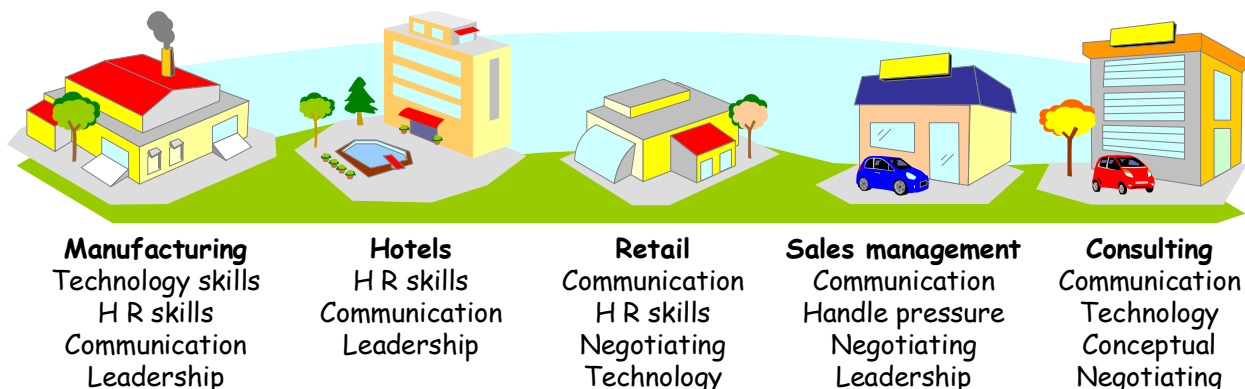 Manufacturing
Technology skills
H R skills
Communication
Leadership
Hotels
H R skills
Communication
Leadership
Retail
Communication
H R skills
Negotiating
Technology
Sales management
Communication
Handle pressure
Negotiating
Leadership
Consulting
Communication
Technology
Conceptual
Negotiating